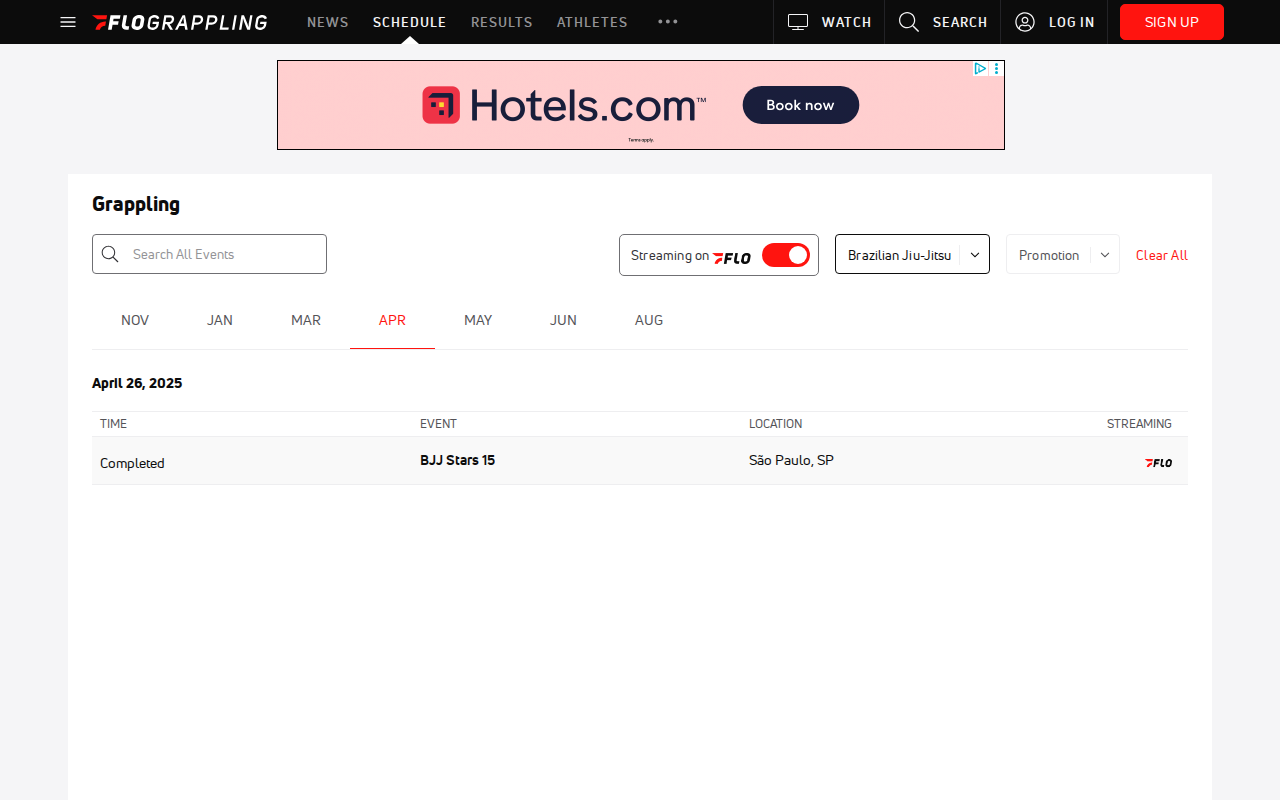 FLOGRAPPLING NEWS SCHEDULE RESULTS ATHLETES WATCH SEARCH LOG IN SIGN UP
Hotels.com™ Book now
Terms apply.
Grappling
Search All Events Streaming on FLO Brazilian Jiu-Jitsu Promotion Clear All
NOV JAN MAR APR MAY JUN AUG
April 26, 2025
TIME EVENT LOCATION STREAMING
Completed BJJ Stars 15 São Paulo, SP FLO